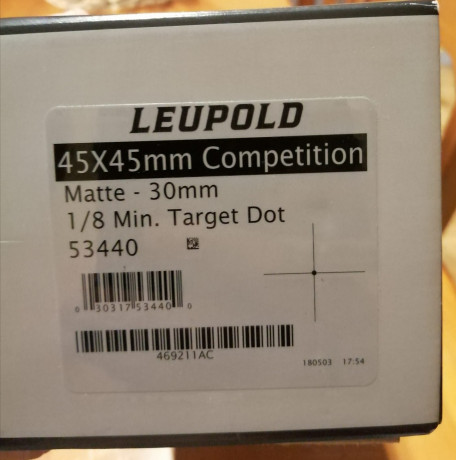 LEUPOLD
45X45mm Competition
Matte - 30mm
1/8 Min. Target Dot
53440
0 30317 53440 0
469211AC
180503 17:54